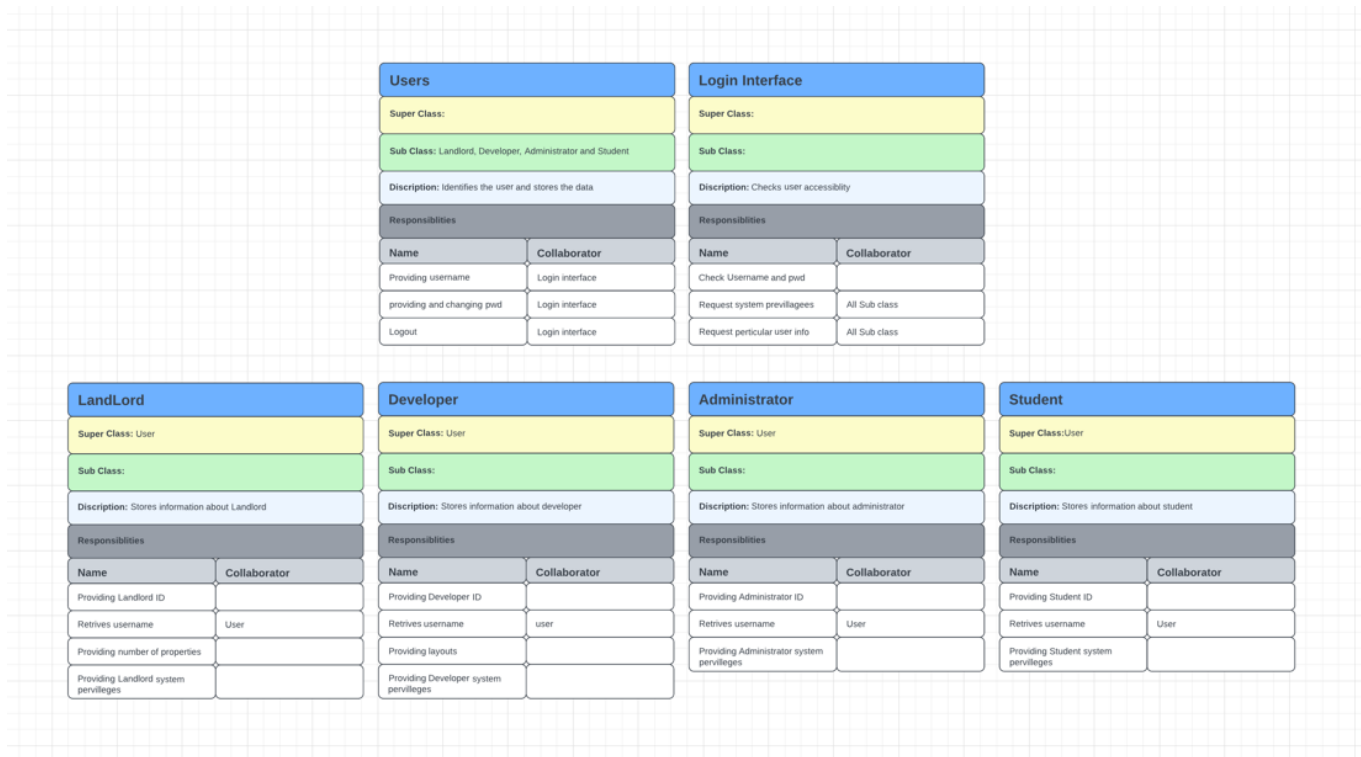 Users
Super Class:
Sub Class: Landlord, Developer, Administrator and Student
Discription: Identifies the user and stores the data
Responsiblities
Name Collaborator
Providing username Login interface
providing and changing pwd Login interface
Logout Login interface
Login Interface
Super Class:
Sub Class:
Discription: Checks user accessiblity
Responsiblities
Name Collaborator
Check Username and pwd
Request system previllagees All Sub class
Request perticular user info All Sub class
LandLord
Super Class: User
Sub Class:
Discription: Stores information about Landlord
Responsiblities
Name Collaborator
Providing Landlord ID
Retrives username User
Providing number of properties
Providing Landlord system
pervilleges
Developer
Super Class: User
Sub Class:
Discription: Stores information about developer
Responsiblities
Name Collaborator
Providing Developer ID
Retrives username user
Providing layouts
Providing Developer system
pervilleges
Administrator
Super Class: User
Sub Class:
Discription: Stores information about administrator
Responsiblities
Name Collaborator
Providing Administrator ID
Retrives username User
Providing Administrator system
pervilleges
Student
Super Class:User
Sub Class:
Discription: Stores information about student
Responsiblities
Name Collaborator
Providing Student ID
Retrives username User
Providing Student system
pervilleges